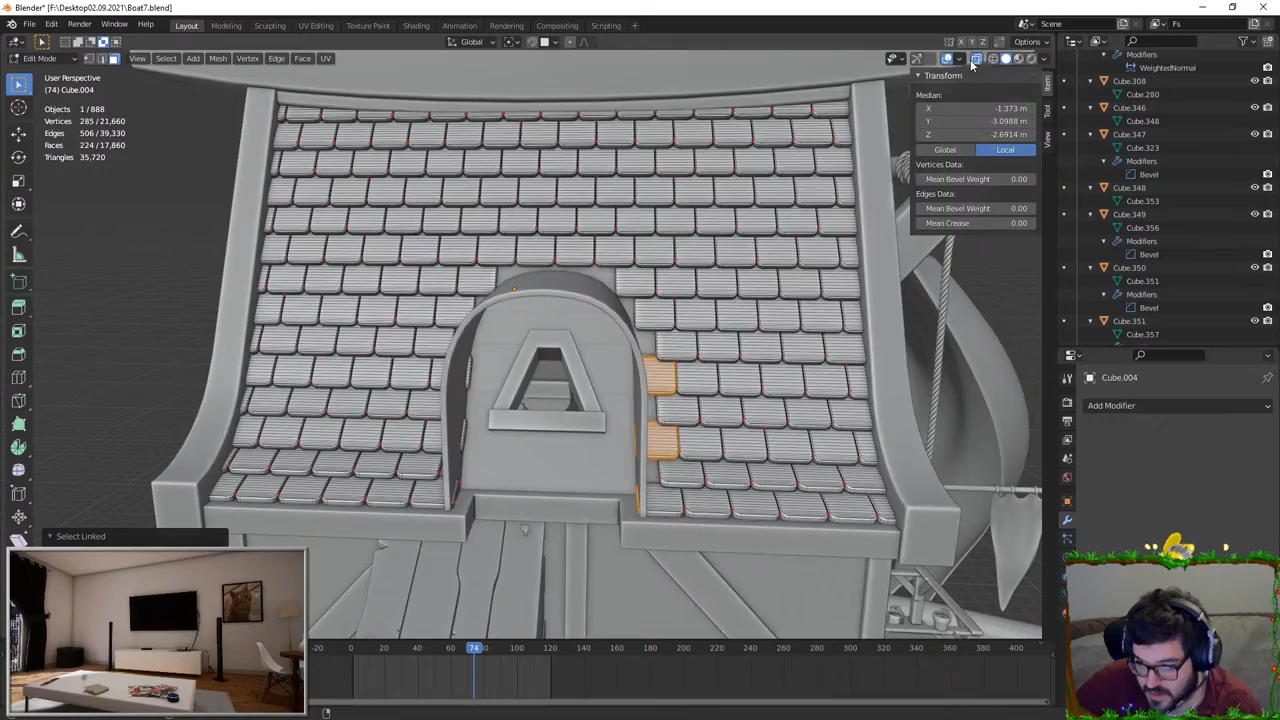 Blender* [F:\Desktop02.09.2021\Boat7.blend]
File Edit Render Window Help
Layout Modeling Sculpting UV Editing Texture Paint Shading Animation Rendering Compositing Scripting +
Scene
Fs
Global
X Y Z
Options
Edit Mode
View Select Add Mesh Vertex Edge Face UV
User Perspective
(74) Cube.004
Objects 1 / 888
Vertices 285 / 21,660
Edges 506 / 39,330
Faces 224 / 17,860
Triangles 35,720
Transform
Median:
X -1.373 m
Y -3.0988 m
Z -2.6914 m
Global Local
Vertices Data:
Mean Bevel Weight 0.00
Edges Data:
Mean Bevel Weight 0.00
Mean Crease 0.00
Item
Tool
View
Modifiers
WeightedNormal
Cube.308
Cube.280
Cube.346
Cube.348
Cube.347
Cube.323
Modifiers
Bevel
Cube.348
Cube.353
Cube.349
Cube.356
Modifiers
Bevel
Cube.350
Cube.351
Modifiers
Bevel
Cube.351
Cube.357
Cube.004
Add Modifier
Select Linked
-20 0 20 40 60 74 100 120 140 160 180 200 220 240 260 280 300 320 340 360 380 400